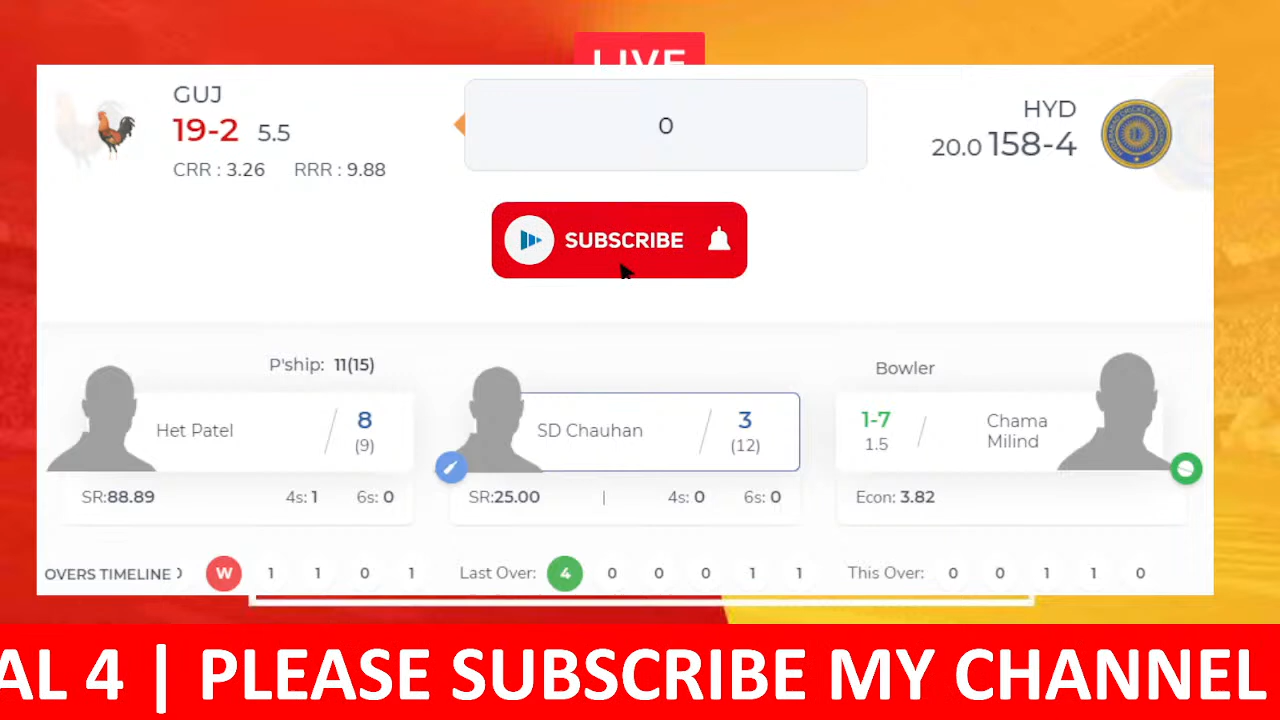 LIVE
GUJ
19-2 5.5
CRR : 3.26 RRR : 9.88
0
HYD
20.0 158-4
SUBSCRIBE
P'ship: 11(15)
Het Patel 8
(9)
SR:88.89 4s: 1 6s: 0
SD Chauhan 3
(12)
SR:25.00 | 4s: 0 6s: 0
Bowler
1-7
1.5
Chama
Milind
Econ: 3.82
OVERS TIMELINE W 1 1 0 1 Last Over: 4 0 0 0 1 1 This Over: 0 0 1 1 0
AL 4 | PLEASE SUBSCRIBE MY CHANNEL